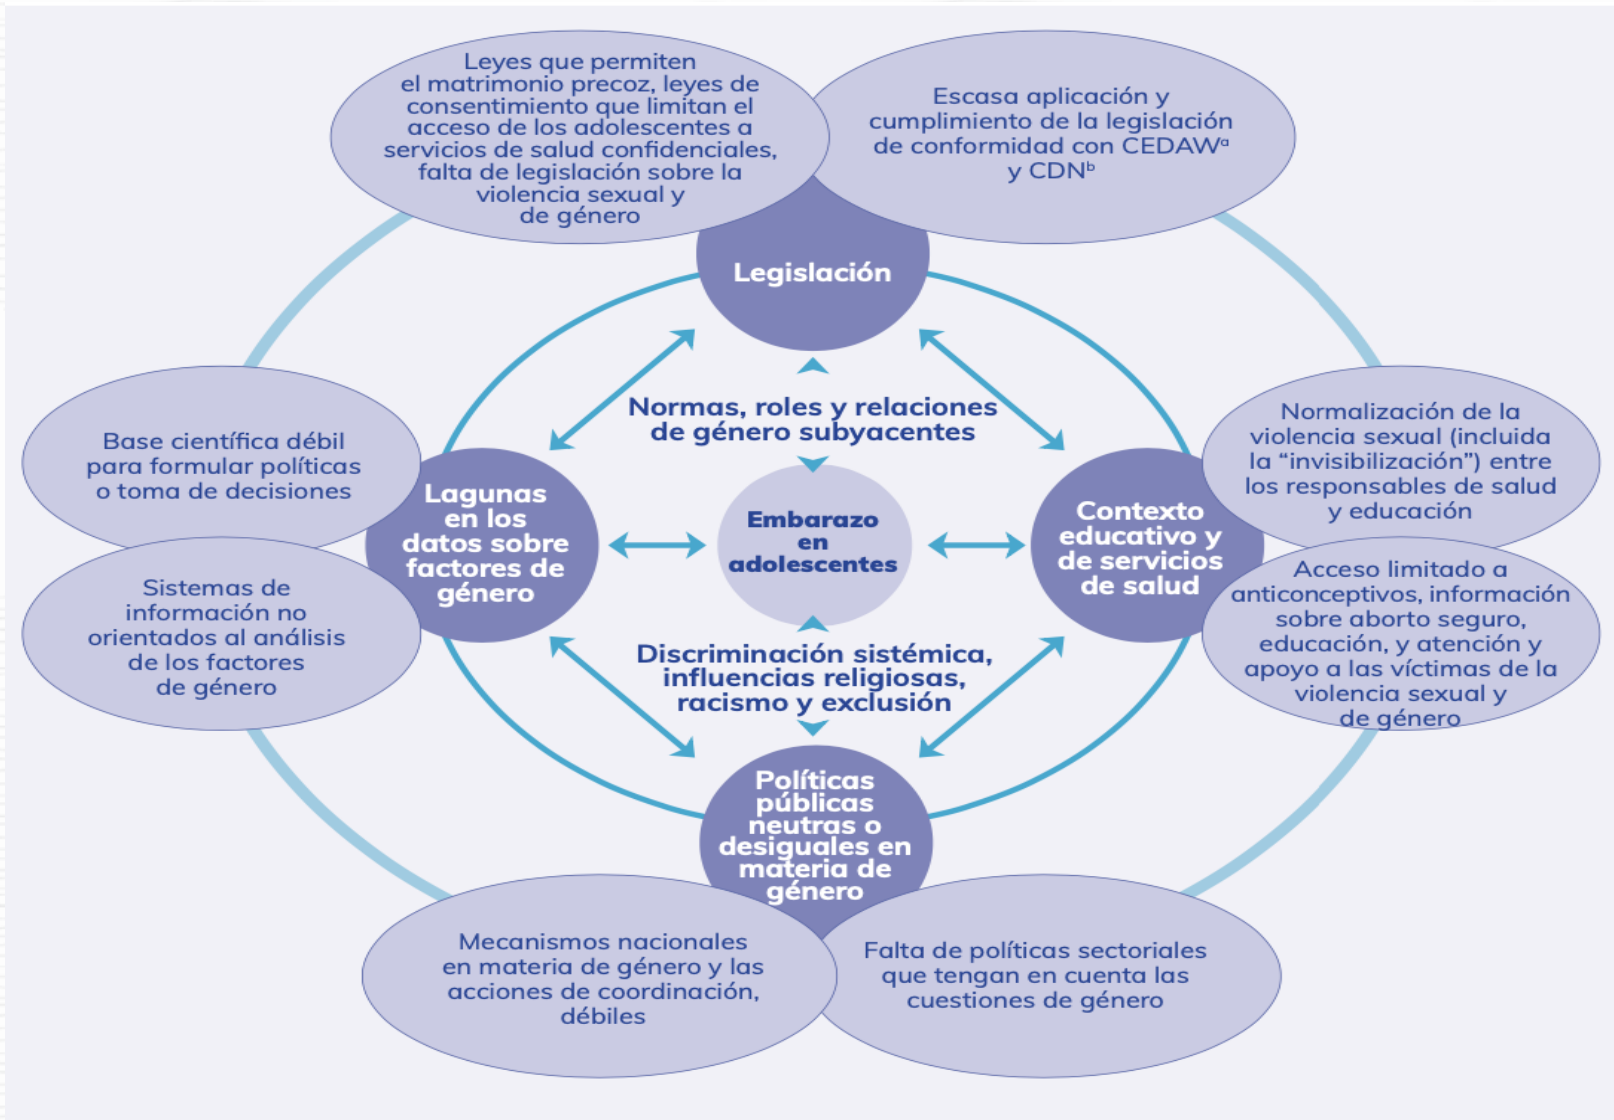 Leyes que permiten
el matrimonio precoz, leyes de
consentimiento que limitan el
acceso de los adolescentes a
servicios de salud confidenciales,
falta de legislación sobre la
violencia sexual y
de género
Escasa aplicación y
cumplimiento de la legislación
de conformidad con CEDAWᵃ
y CDNᵇ
Legislación
Normas, roles y relaciones
de género subyacentes
Base científica débil
para formular políticas
o toma de decisiones
Lagunas
en los
datos sobre
factores de
género
Sistemas de
información no
orientados al análisis
de los factores
de género
Embarazo
en
adolescentes
Contexto
educativo y
de servicios
de salud
Normalización de la
violencia sexual (incluida
la “invisibilización”) entre
los responsables de salud
y educación
Acceso limitado a
anticonceptivos, información
sobre aborto seguro,
educación, y atención y
apoyo a las víctimas de la
violencia sexual y
de género
Discriminación sistémica,
influencias religiosas,
racismo y exclusión
Políticas
públicas
neutras o
desiguales en
materia de
género
Mecanismos nacionales
en materia de género y las
acciones de coordinación,
débiles
Falta de políticas sectoriales
que tengan en cuenta las
cuestiones de género